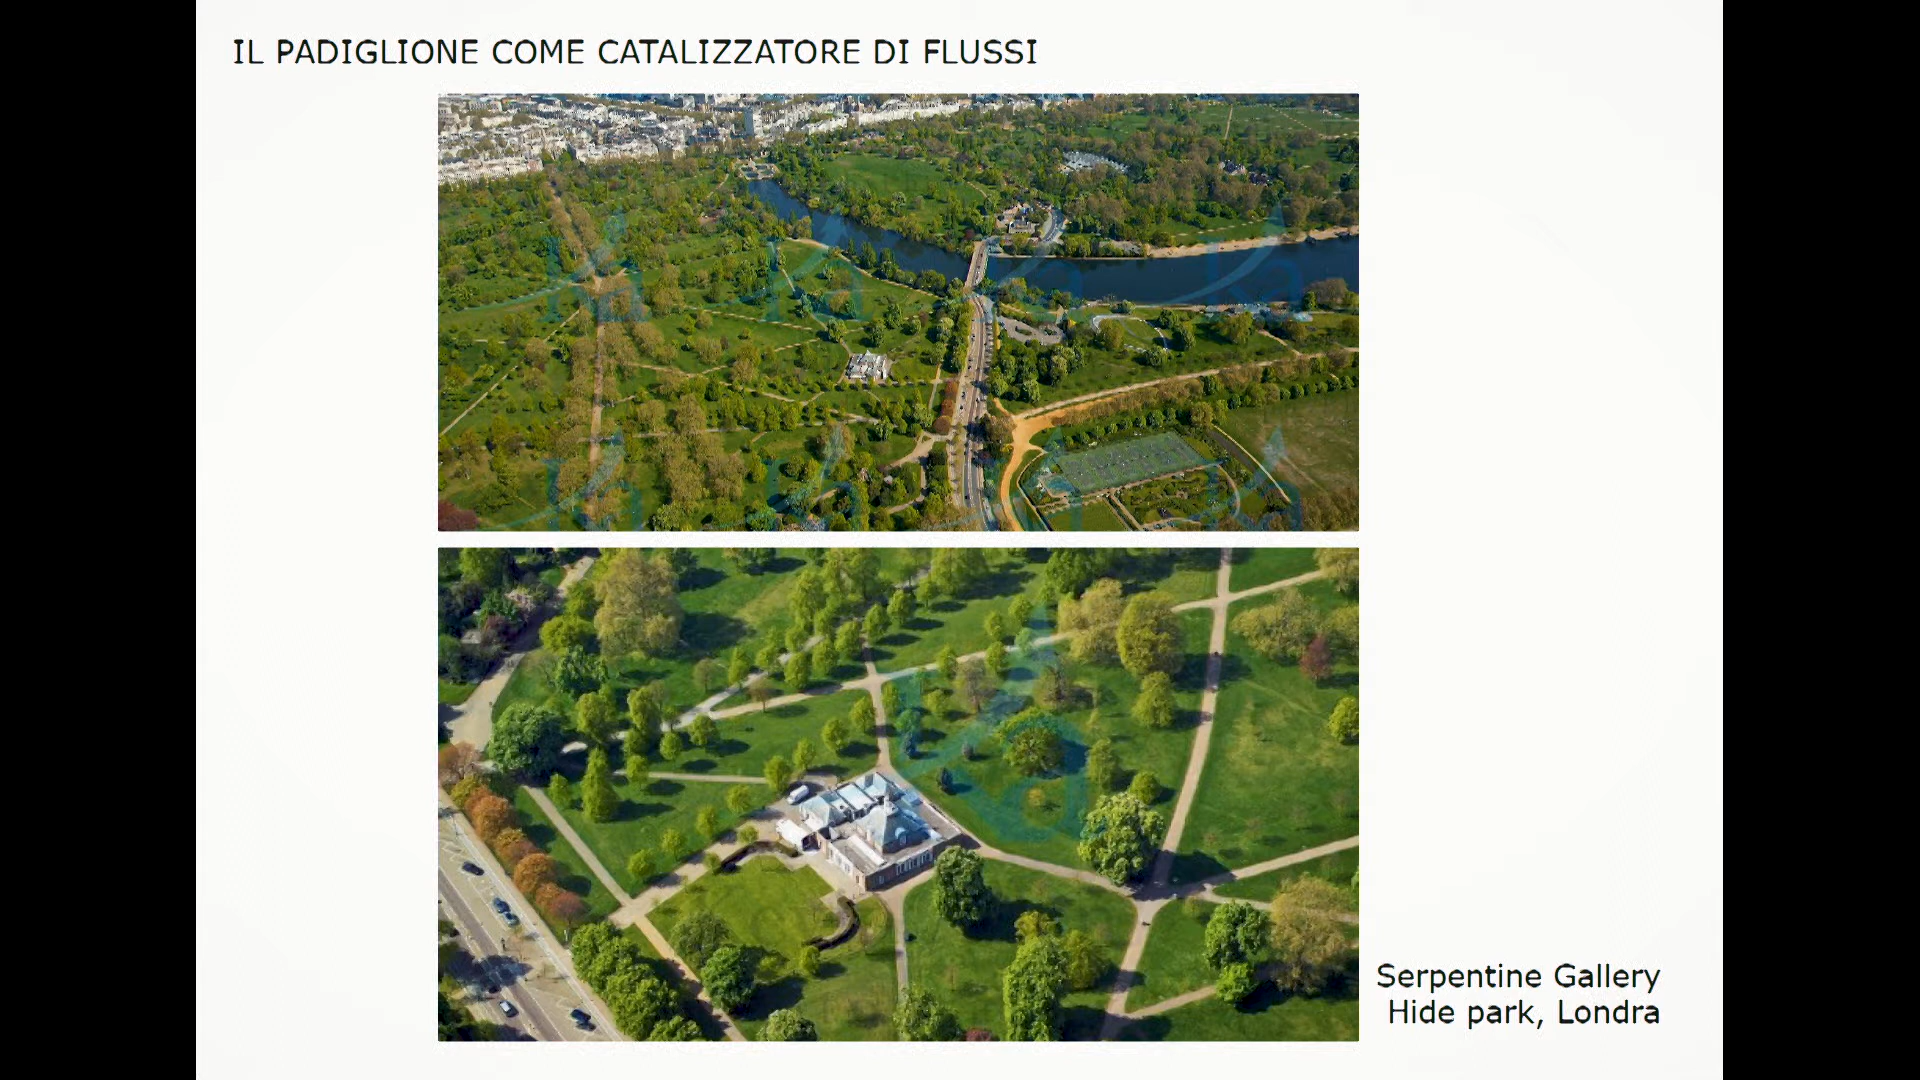 IL PADIGLIONE COME CATALIZZATORE DI FLUSSI
Serpentine Gallery
Hide park, Londra